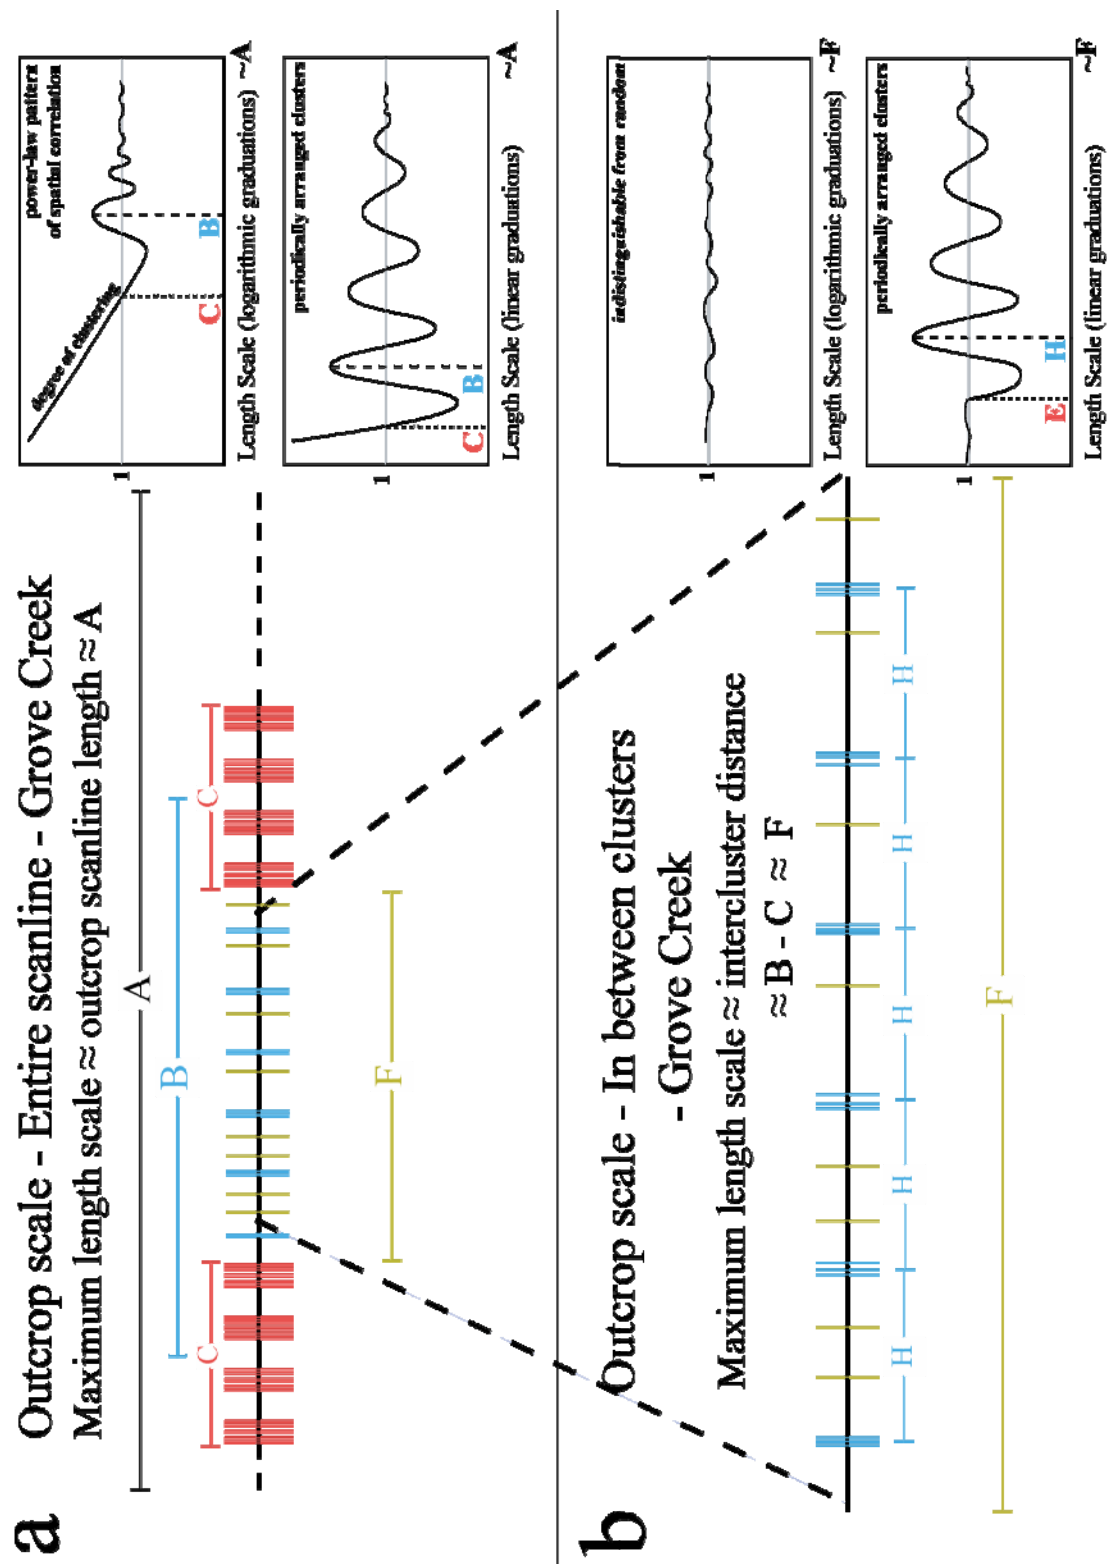 a
Outcrop scale - Entire scanline - Grove Creek
Maximum length scale ≈ outcrop scanline length ≈ A
A
B
C
C
F
power-law pattern
of spatial correlation
degree of clustering
1
C
B
Length Scale (logarithmic graduations) ~A
periodically arranged clusters
1
C
B
Length Scale (linear graduations) ~A
b
Outcrop scale - In between clusters
- Grove Creek
Maximum length scale ≈ intercluster distance
≈ B - C ≈ F
H
H
H
H
H
F
indistinguishable from random
1
Length Scale (logarithmic graduations) ~F
periodically arranged clusters
1
E
H
Length Scale (linear graduations) ~F